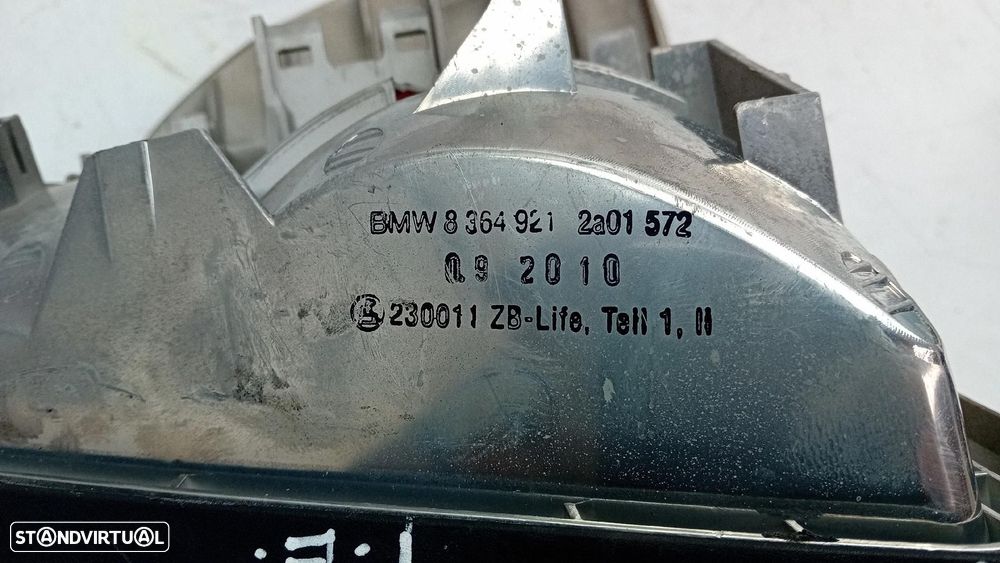 BMW 8 364 921 2a01 572
09 2010
230011 ZB-Life, Teil 1, II
STANDVIRTUAL